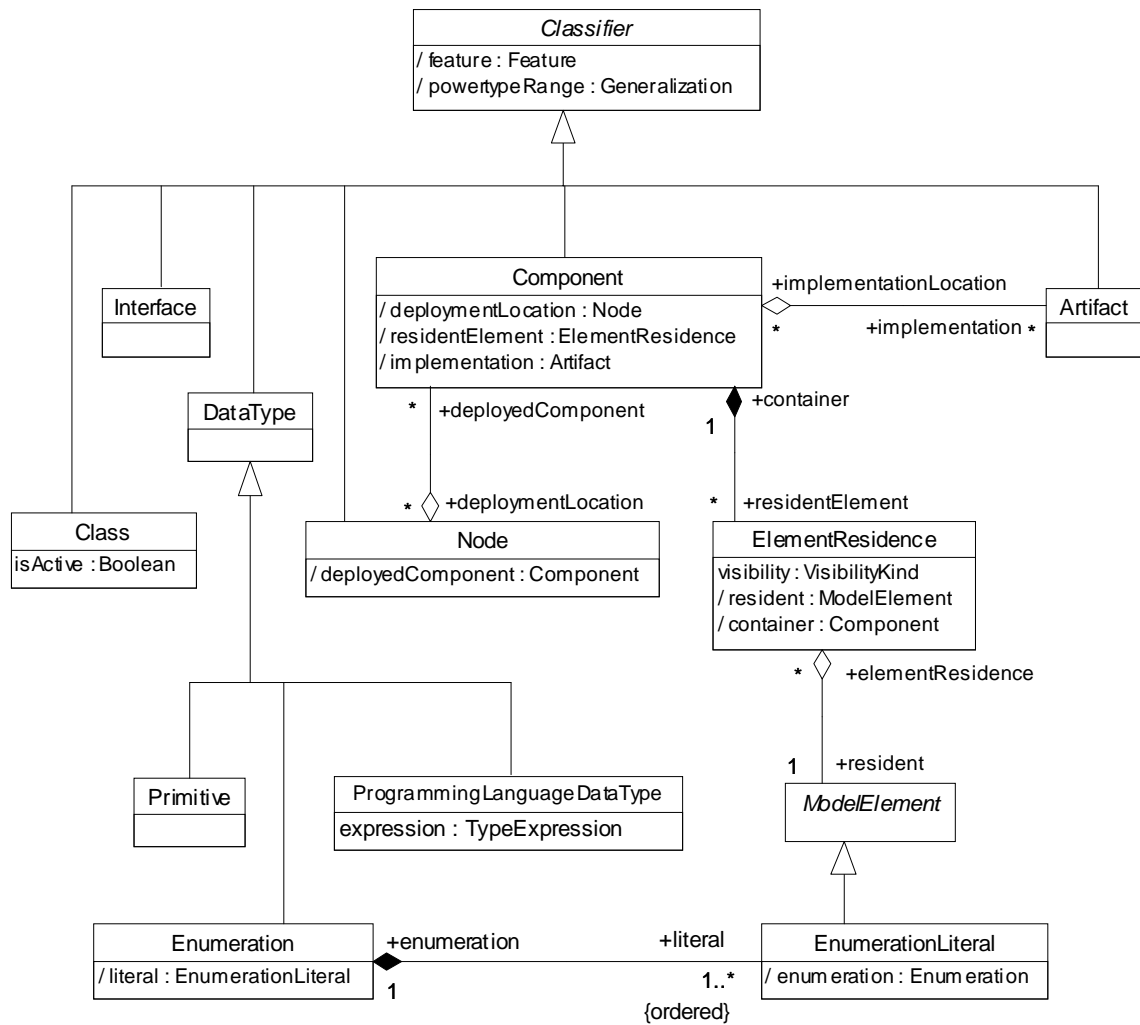 Classifier
/ feature : Feature
/ powertypeRange : Generalization
Component
/ deploymentLocation : Node
/ residentElement : ElementResidence
/ implementation : Artifact
+implementationLocation
*
+implementation *
Artifact
Interface
DataType
* +deployedComponent
+container
1
* +deploymentLocation
* +residentElement
Class
isActive : Boolean
Node
/ deployedComponent : Component
ElementResidence
visibility : VisibilityKind
/ resident : ModelElement
/ container : Component
* +elementResidence
1 +resident
Primitive
ProgrammingLanguageDataType
expression : TypeExpression
ModelElement
Enumeration
/ literal : EnumerationLiteral
+enumeration
1
+literal
1..*
{ordered}
EnumerationLiteral
/ enumeration : Enumeration